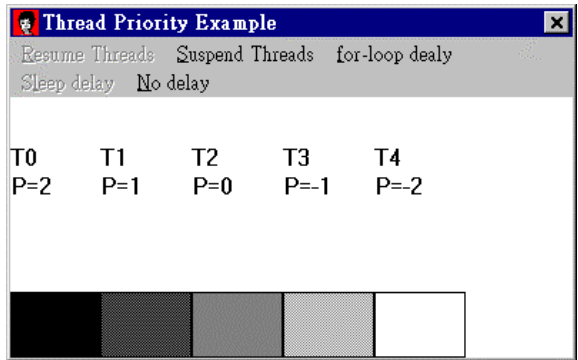 Thread Priority Example
Resume Threads Suspend Threads for-loop dealy
Sleep delay No delay
T0 T1 T2 T3 T4
P=2 P=1 P=0 P=-1 P=-2